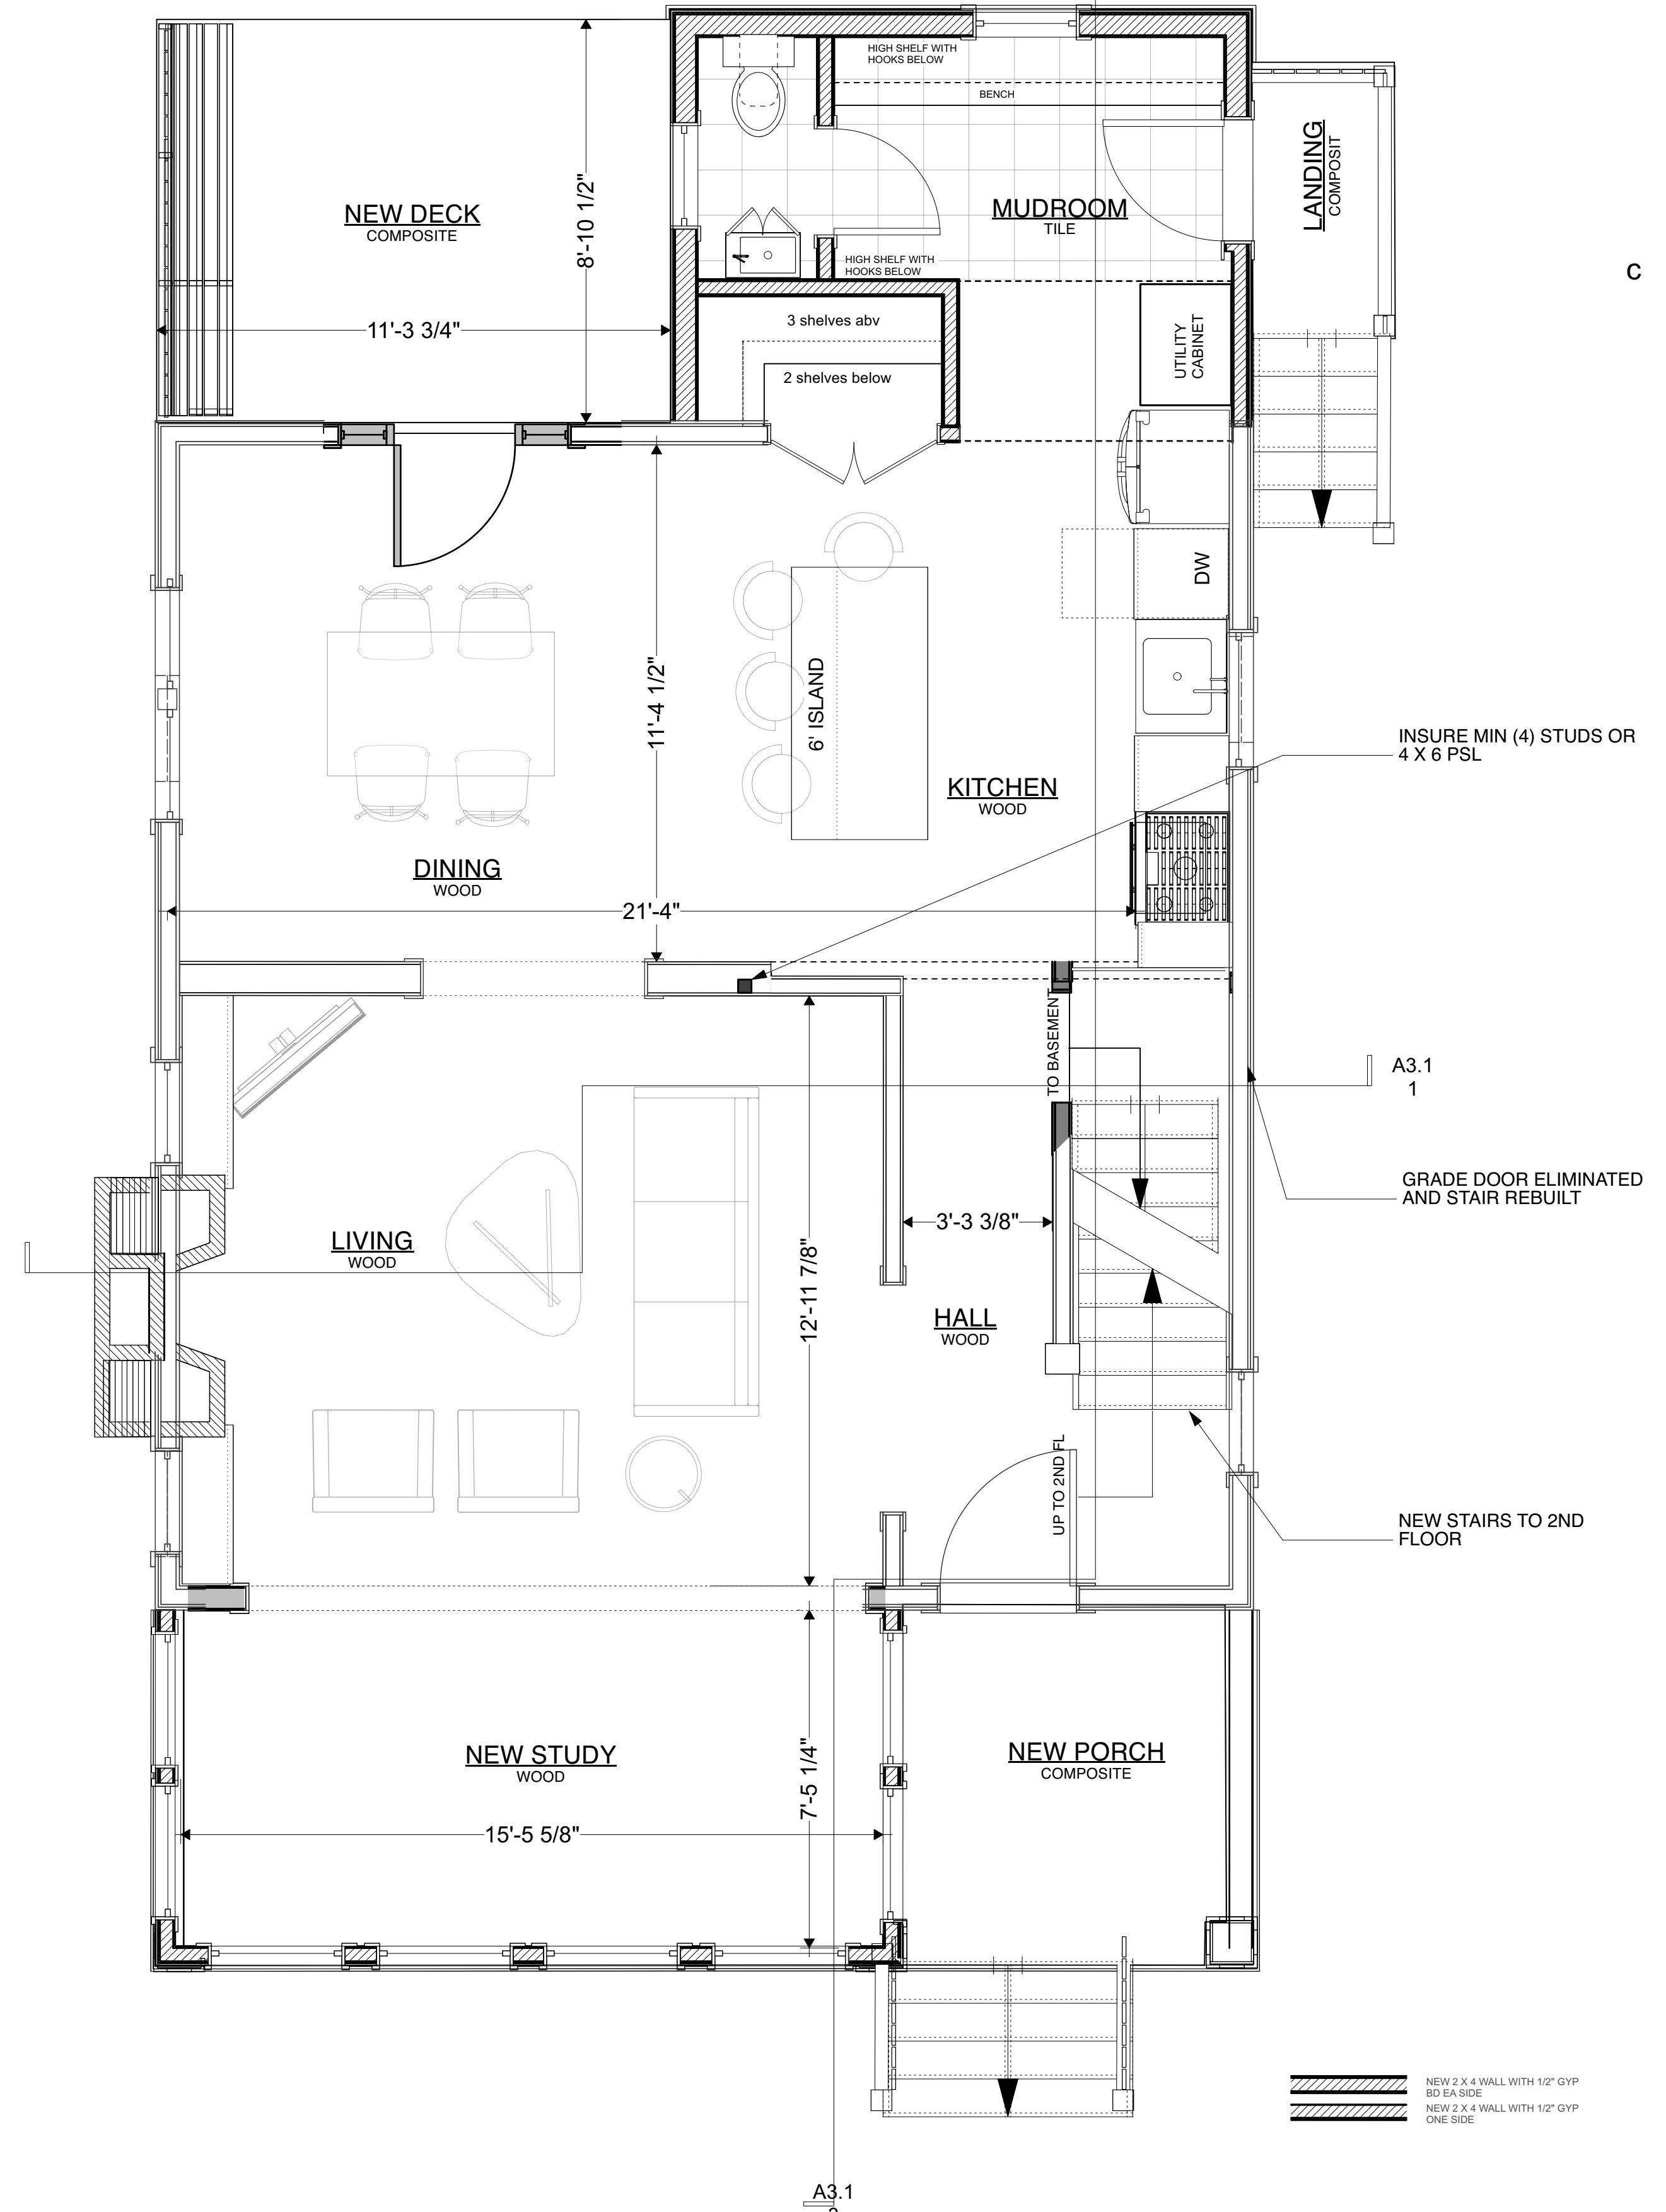 HIGH SHELF WITH
HOOKS BELOW
BENCH
LANDING
COMPOSIT
NEW DECK
COMPOSITE
8'-10 1/2"
MUDROOM
TILE
HIGH SHELF WITH
HOOKS BELOW
C
11'-3 3/4"
3 shelves abv
2 shelves below
UTILITY
CABINET
DW
11'-4 1/2"
6' ISLAND
INSURE MIN (4) STUDS OR
4 X 6 PSL
KITCHEN
WOOD
DINING
WOOD
21'-4"
TO BASEMENT
A3.1
1
GRADE DOOR ELIMINATED
AND STAIR REBUILT
LIVING
WOOD
3'-3 3/8"
12'-11 7/8"
HALL
WOOD
UP TO 2ND FL
NEW STAIRS TO 2ND
FLOOR
NEW STUDY
WOOD
7'-5 1/4"
NEW PORCH
COMPOSITE
15'-5 5/8"
NEW 2 X 4 WALL WITH 1/2" GYP
BD EA SIDE
NEW 2 X 4 WALL WITH 1/2" GYP
ONE SIDE
A3.1